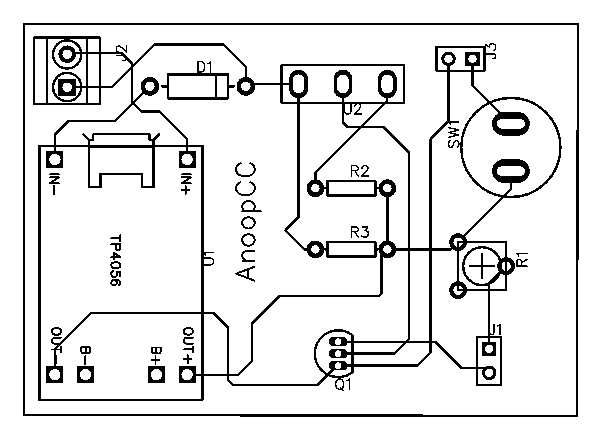 J2
D1
U2
J3
SW1
IN-
IN+
AnoopCC
R2
R3
TP4056
U1
R1
OUT-
B-
B+
OUT+
J1
Q1